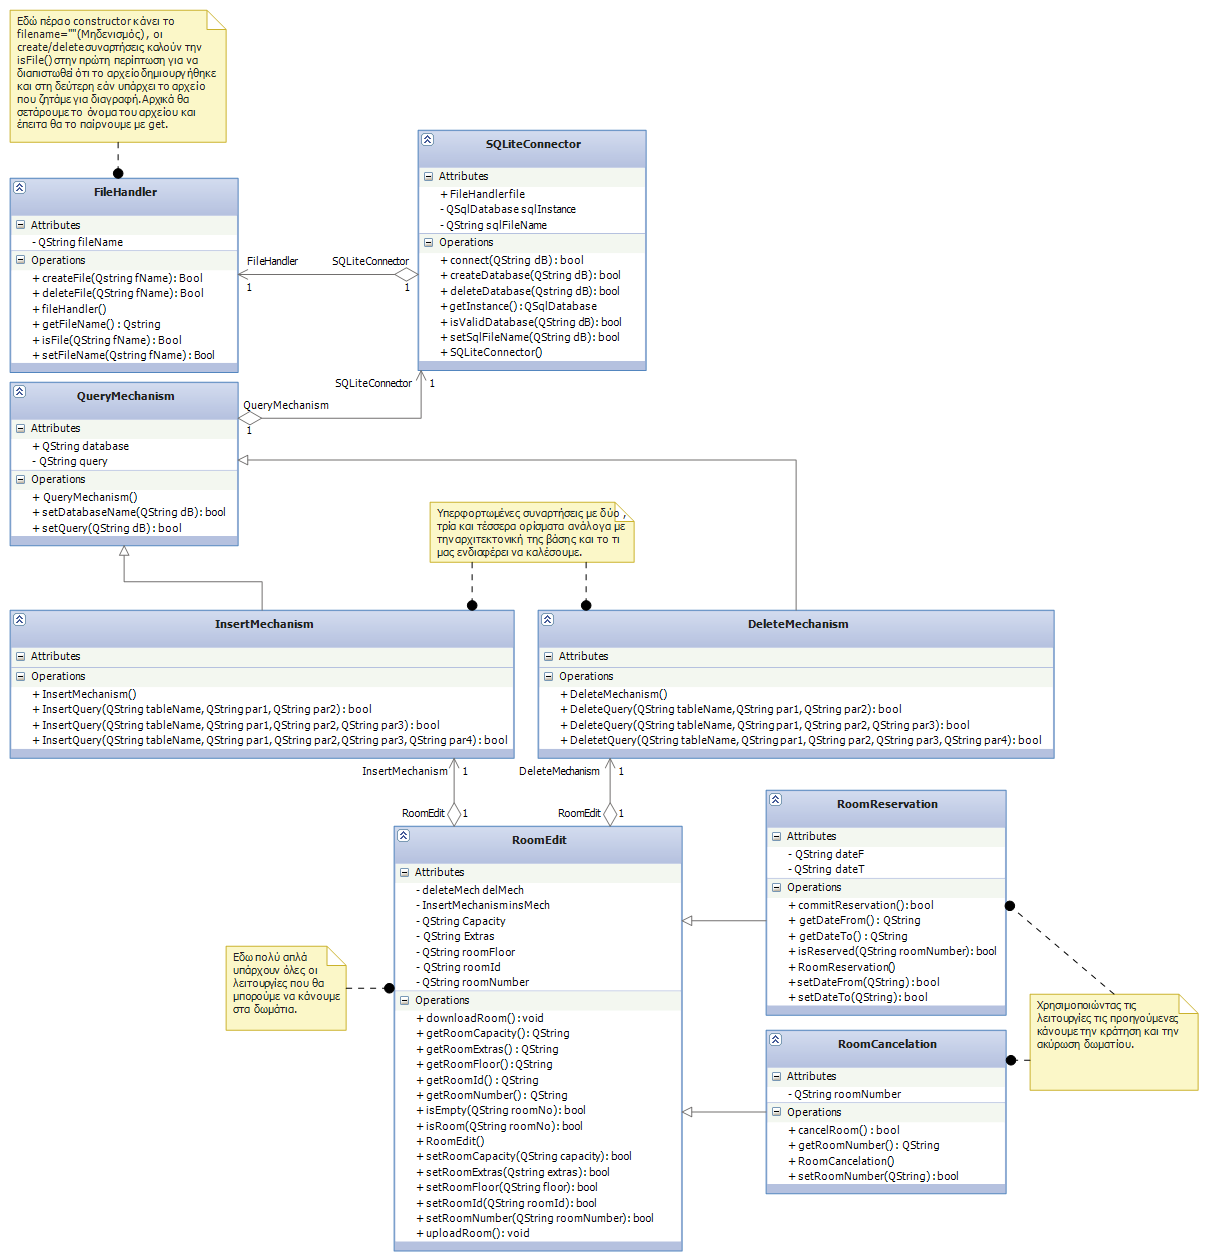 Εδώ πέρα ο constructor κάνει το
filename=""(Μηδενισμός) , οι
create/delete συναρτήσεις καλούν την
isFile() στην πρώτη περίπτωση για να
διαπιστωθεί ότι το αρχείο δημιουργήθηκε
και στη δεύτερη εάν υπάρχει το αρχείο
που ζητάμε για διαγραφή.Αρχικά θα
σετάρουμε το όνομα του αρχείου και
έπειτα θα το παίρνουμε με get.
FileHandler
Attributes
- QString fileName
Operations
+ createFile(Qstring fName) : Bool
+ deleteFile(QString fName) : Bool
+ fileHandler()
+ getFileName() : Qstring
+ isFile(QString fName) : Bool
+ setFileName(Qstring fName) : Bool
SQLiteConnector
Attributes
+ FileHandler file
- QSqlDatabase sqlInstance
- QString sqlFileName
Operations
+ connect(QString dB) : bool
+ createDatabase(QString dB) : bool
+ deleteDatabase(Qstring dB) : bool
+ getInstance() : QSqlDatabase
+ isValidDatabase(QString dB) : bool
+ setSqlFileName(QString dB) : bool
+ SQLiteConnector()
FileHandler
1
SQLiteConnector
1
QueryMechanism
Attributes
+ QString database
- QString query
Operations
+ QueryMechanism()
+ setDatabaseName(QString dB) : bool
+ setQuery(QString dB) : bool
SQLiteConnector
1
QueryMechanism
1
Υπερφορτωμένες συναρτήσεις με δύο ,
τρία και τέσσερα ορίσματα ανάλογα με
την αρχιτεκτονική της βάσης και το τι
μας ενδιαφέρει να καλέσουμε.
InsertMechanism
Attributes
Operations
+ InsertMechanism()
+ InsertQuery(QString tableName, QString par1, QString par2) : bool
+ InsertQuery(QString tableName, QString par1, QString par2, QString par3) : bool
+ InsertQuery(QString tableName, QString par1, QString par2, QString par3, QString par4) : bool
DeleteMechanism
Attributes
Operations
+ DeleteMechanism()
+ DeleteQuery(QString tableName, QString par1, QString par2) : bool
+ DeleteQuery(QString tableName, QString par1, QString par2, QString par3) : bool
+ DeletetQuery(QString tableName, QString par1, QString par2, QString par3, QString par4) : bool
InsertMechanism
1
RoomEdit
1
DeleteMechanism
1
RoomEdit
1
RoomEdit
Attributes
- deleteMech delMech
- InsertMechanism insMech
- QString Capacity
- QString Extras
- QString roomFloor
- QString roomId
- QString roomNumber
Operations
+ downloadRoom() : void
+ getRoomCapacity() : QString
+ getRoomExtras() : QString
+ getRoomFloor() : QString
+ getRoomId() : QString
+ getRoomNumber() : QString
+ isEmpty(QString roomNo) : bool
+ isRoom(QString roomNo) : bool
+ RoomEdit()
+ setRoomCapacity(QString capacity) : bool
+ setRoomExtras(Qstring extras) : bool
+ setRoomFloor(QString floor) : bool
+ setRoomId(QString roomId) : bool
+ setRoomNumber(QString roomNumber) : bool
+ uploadRoom() : void
Εδω πολύ απλά
υπάρχουν όλες οι
λειτουργίες που θα
μπορούμε να κάνουμε
στα δωμάτια.
RoomReservation
Attributes
- QString dateF
- QString dateT
Operations
+ commitReservation() : bool
+ getDateFrom() : QString
+ getDateTo() : QString
+ isReserved(QString roomNumber) : bool
+ RoomReservation()
+ setDateFrom(QString) : bool
+ setDateTo(QString) : bool
Χρησιμοποιώντας τις
λειτουργίες τις προηγούμενες
κάνουμε την κράτηση και την
ακύρωση δωματίου.
RoomCancelation
Attributes
- QString roomNumber
Operations
+ cancelRoom() : bool
+ getRoomNumber() : QString
+ RoomCancelation()
+ setRoomNumber(QString) : bool